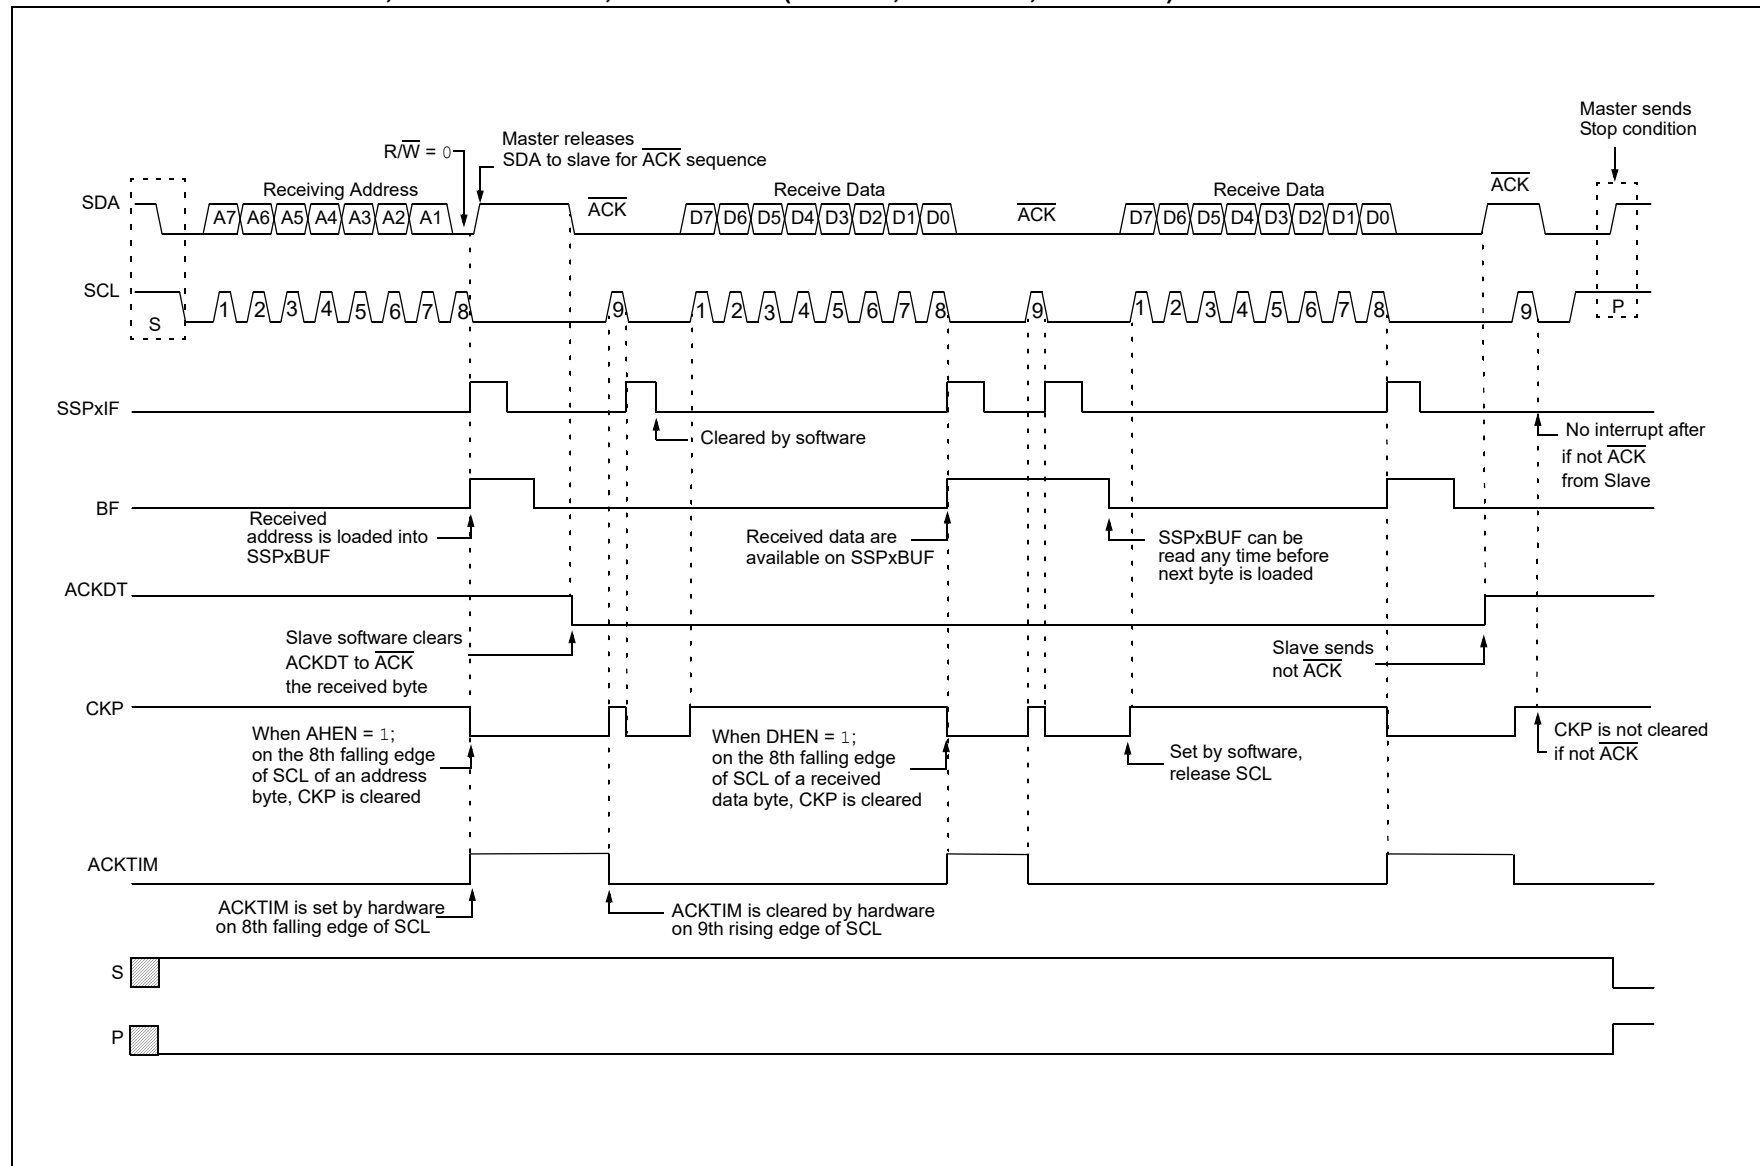 Master sends
Stop condition
R/W = 0
Master releases
SDA to slave for ACK sequence
SDA
Receiving Address
ACK
Receive Data
ACK
Receive Data
ACK
A7 A6 A5 A4 A3 A2 A1
D7 D6 D5 D4 D3 D2 D1 D0
D7 D6 D5 D4 D3 D2 D1 D0
SCL
S
1 2 3 4 5 6 7 8 9
1 2 3 4 5 6 7 8 9
1 2 3 4 5 6 7 8 9
P
SSPxIF
Cleared by software
No interrupt after
if not ACK
from Slave
BF
Received
address is loaded into
SSPxBUF
Received data are
available on SSPxBUF
SSPxBUF can be
read any time before
next byte is loaded
ACKDT
Slave software clears
ACKDT to ACK
the received byte
Slave sends
not ACK
CKP
When AHEN = 1;
on the 8th falling edge
of SCL of an address
byte, CKP is cleared
When DHEN = 1;
on the 8th falling edge
of SCL of a received
data byte, CKP is cleared
Set by software,
release SCL
CKP is not cleared
if not ACK
ACKTIM
ACKTIM is set by hardware
on 8th falling edge of SCL
ACKTIM is cleared by hardware
on 9th rising edge of SCL
S
P